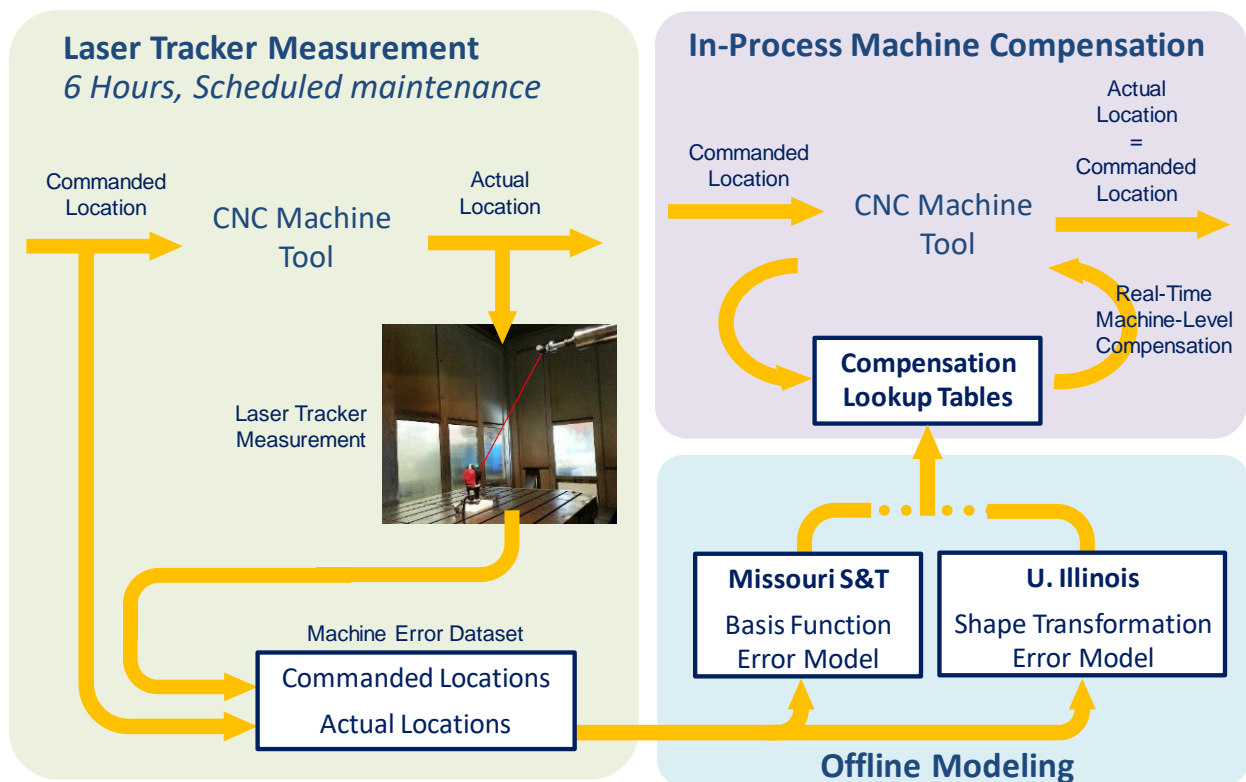 Laser Tracker Measurement
6 Hours, Scheduled maintenance
Commanded
Location
CNC Machine
Tool
Actual
Location
Laser Tracker
Measurement
Machine Error Dataset
Commanded Locations
Actual Locations
In-Process Machine Compensation
Commanded
Location
CNC Machine
Tool
Actual
Location
=
Commanded
Location
Real-Time
Machine-Level
Compensation
Compensation
Lookup Tables
Missouri S&T
Basis Function
Error Model
U. Illinois
Shape Transformation
Error Model
Offline Modeling